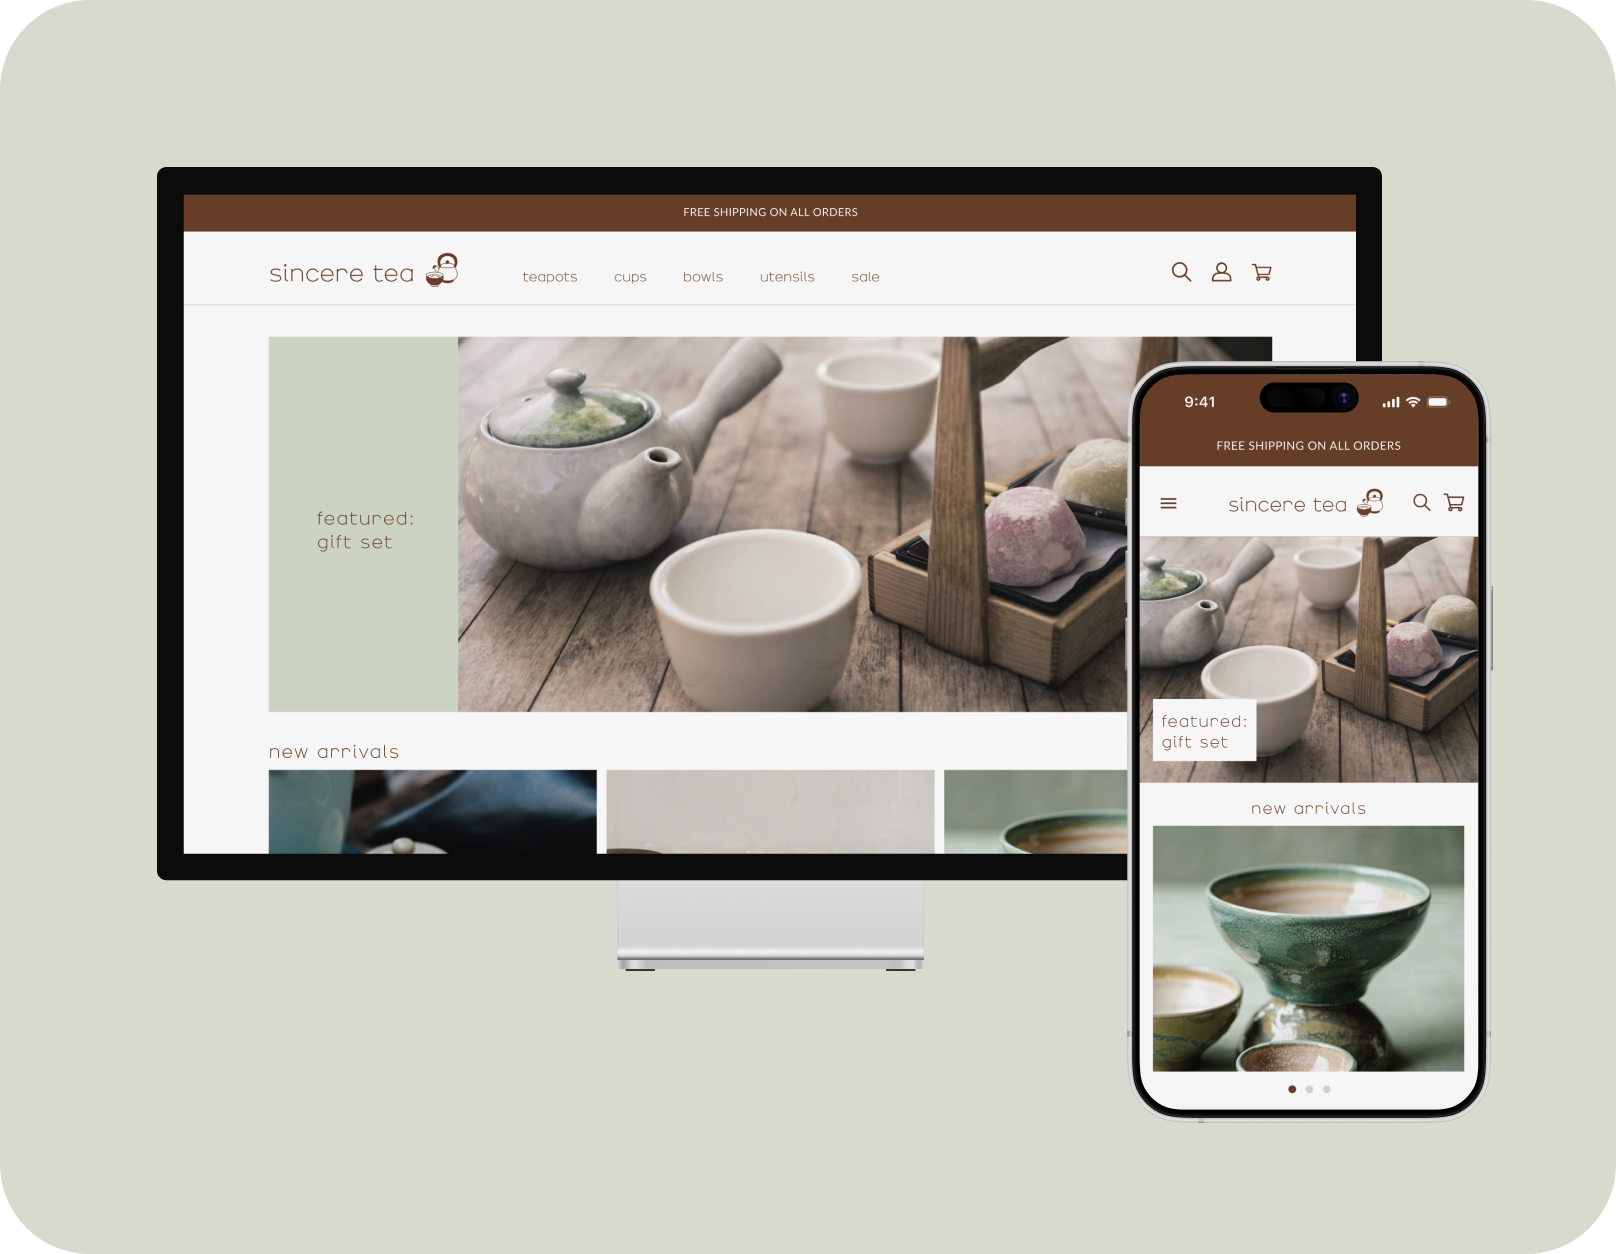 FREE SHIPPING ON ALL ORDERS
sincere tea
teapots cups bowls utensils sale
featured:
gift set
new arrivals
9:41
FREE SHIPPING ON ALL ORDERS
sincere tea
featured:
gift set
new arrivals